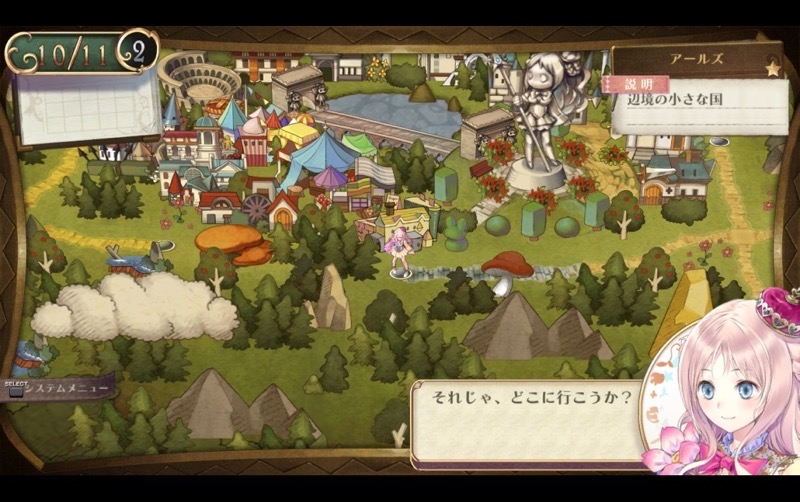 10/11 2
アールズ
説明
辺境の小さな国
SELECT
システムメニュー
それじゃ、どこに行こうか?